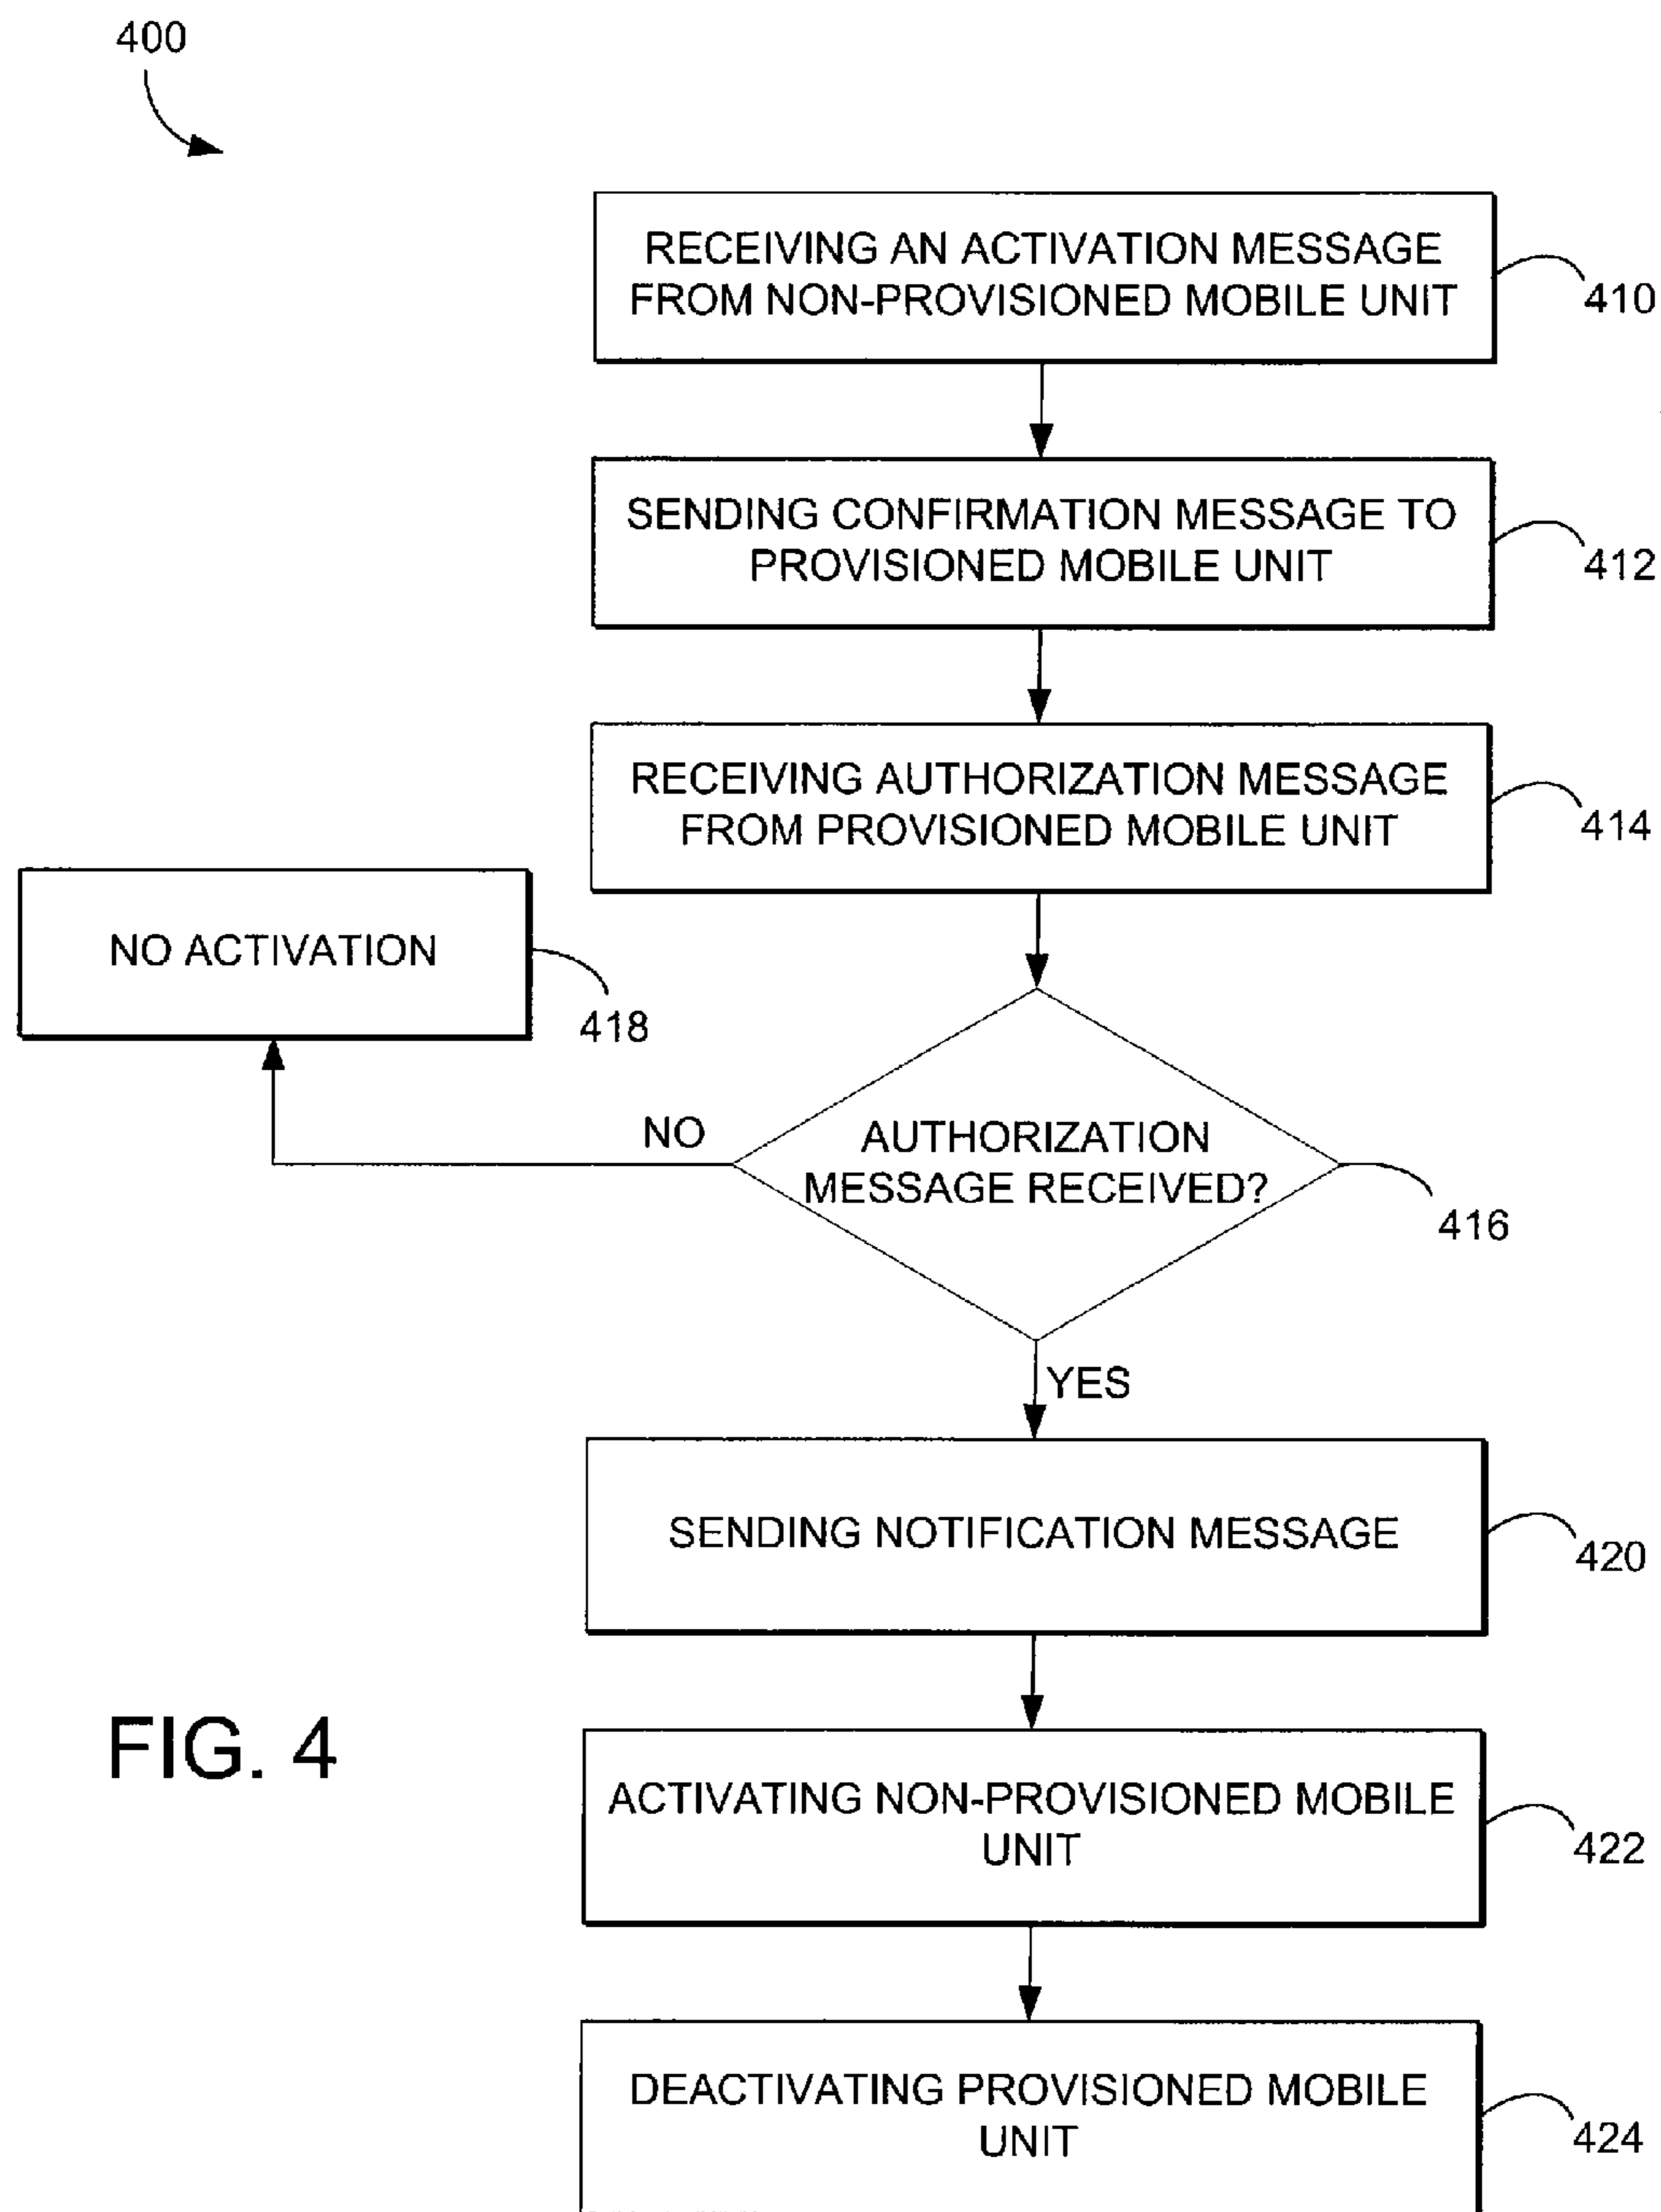 400
RECEIVING AN ACTIVATION MESSAGE
FROM NON-PROVISIONED MOBILE UNIT
410
SENDING CONFIRMATION MESSAGE TO
PROVISIONED MOBILE UNIT
412
RECEIVING AUTHORIZATION MESSAGE
FROM PROVISIONED MOBILE UNIT
414
NO ACTIVATION
418
NO
AUTHORIZATION
MESSAGE RECEIVED?
416
YES
SENDING NOTIFICATION MESSAGE
420
FIG. 4
ACTIVATING NON-PROVISIONED MOBILE
UNIT
422
DEACTIVATING PROVISIONED MOBILE
UNIT
424